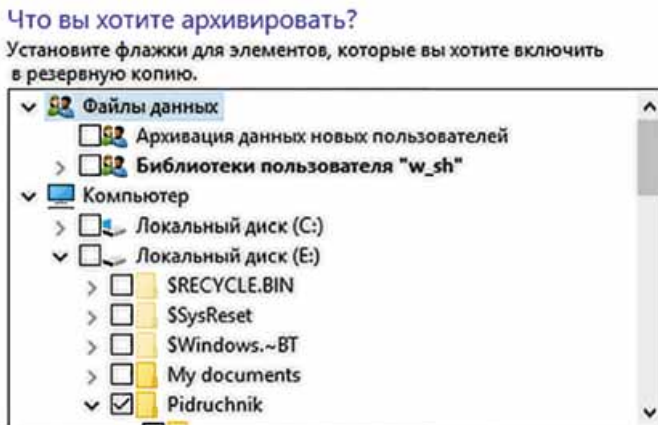 Что вы хотите архивировать?
Установите флажки для элементов, которые вы хотите включить
в резервную копию.
Файлы данных
Архивация данных новых пользователей
Библиотеки пользователя "w_sh"
Компьютер
Локальный диск (C:)
Локальный диск (E:)
$RECYCLE.BIN
$SysReset
$Windows.~BT
My documents
Pidruchnik